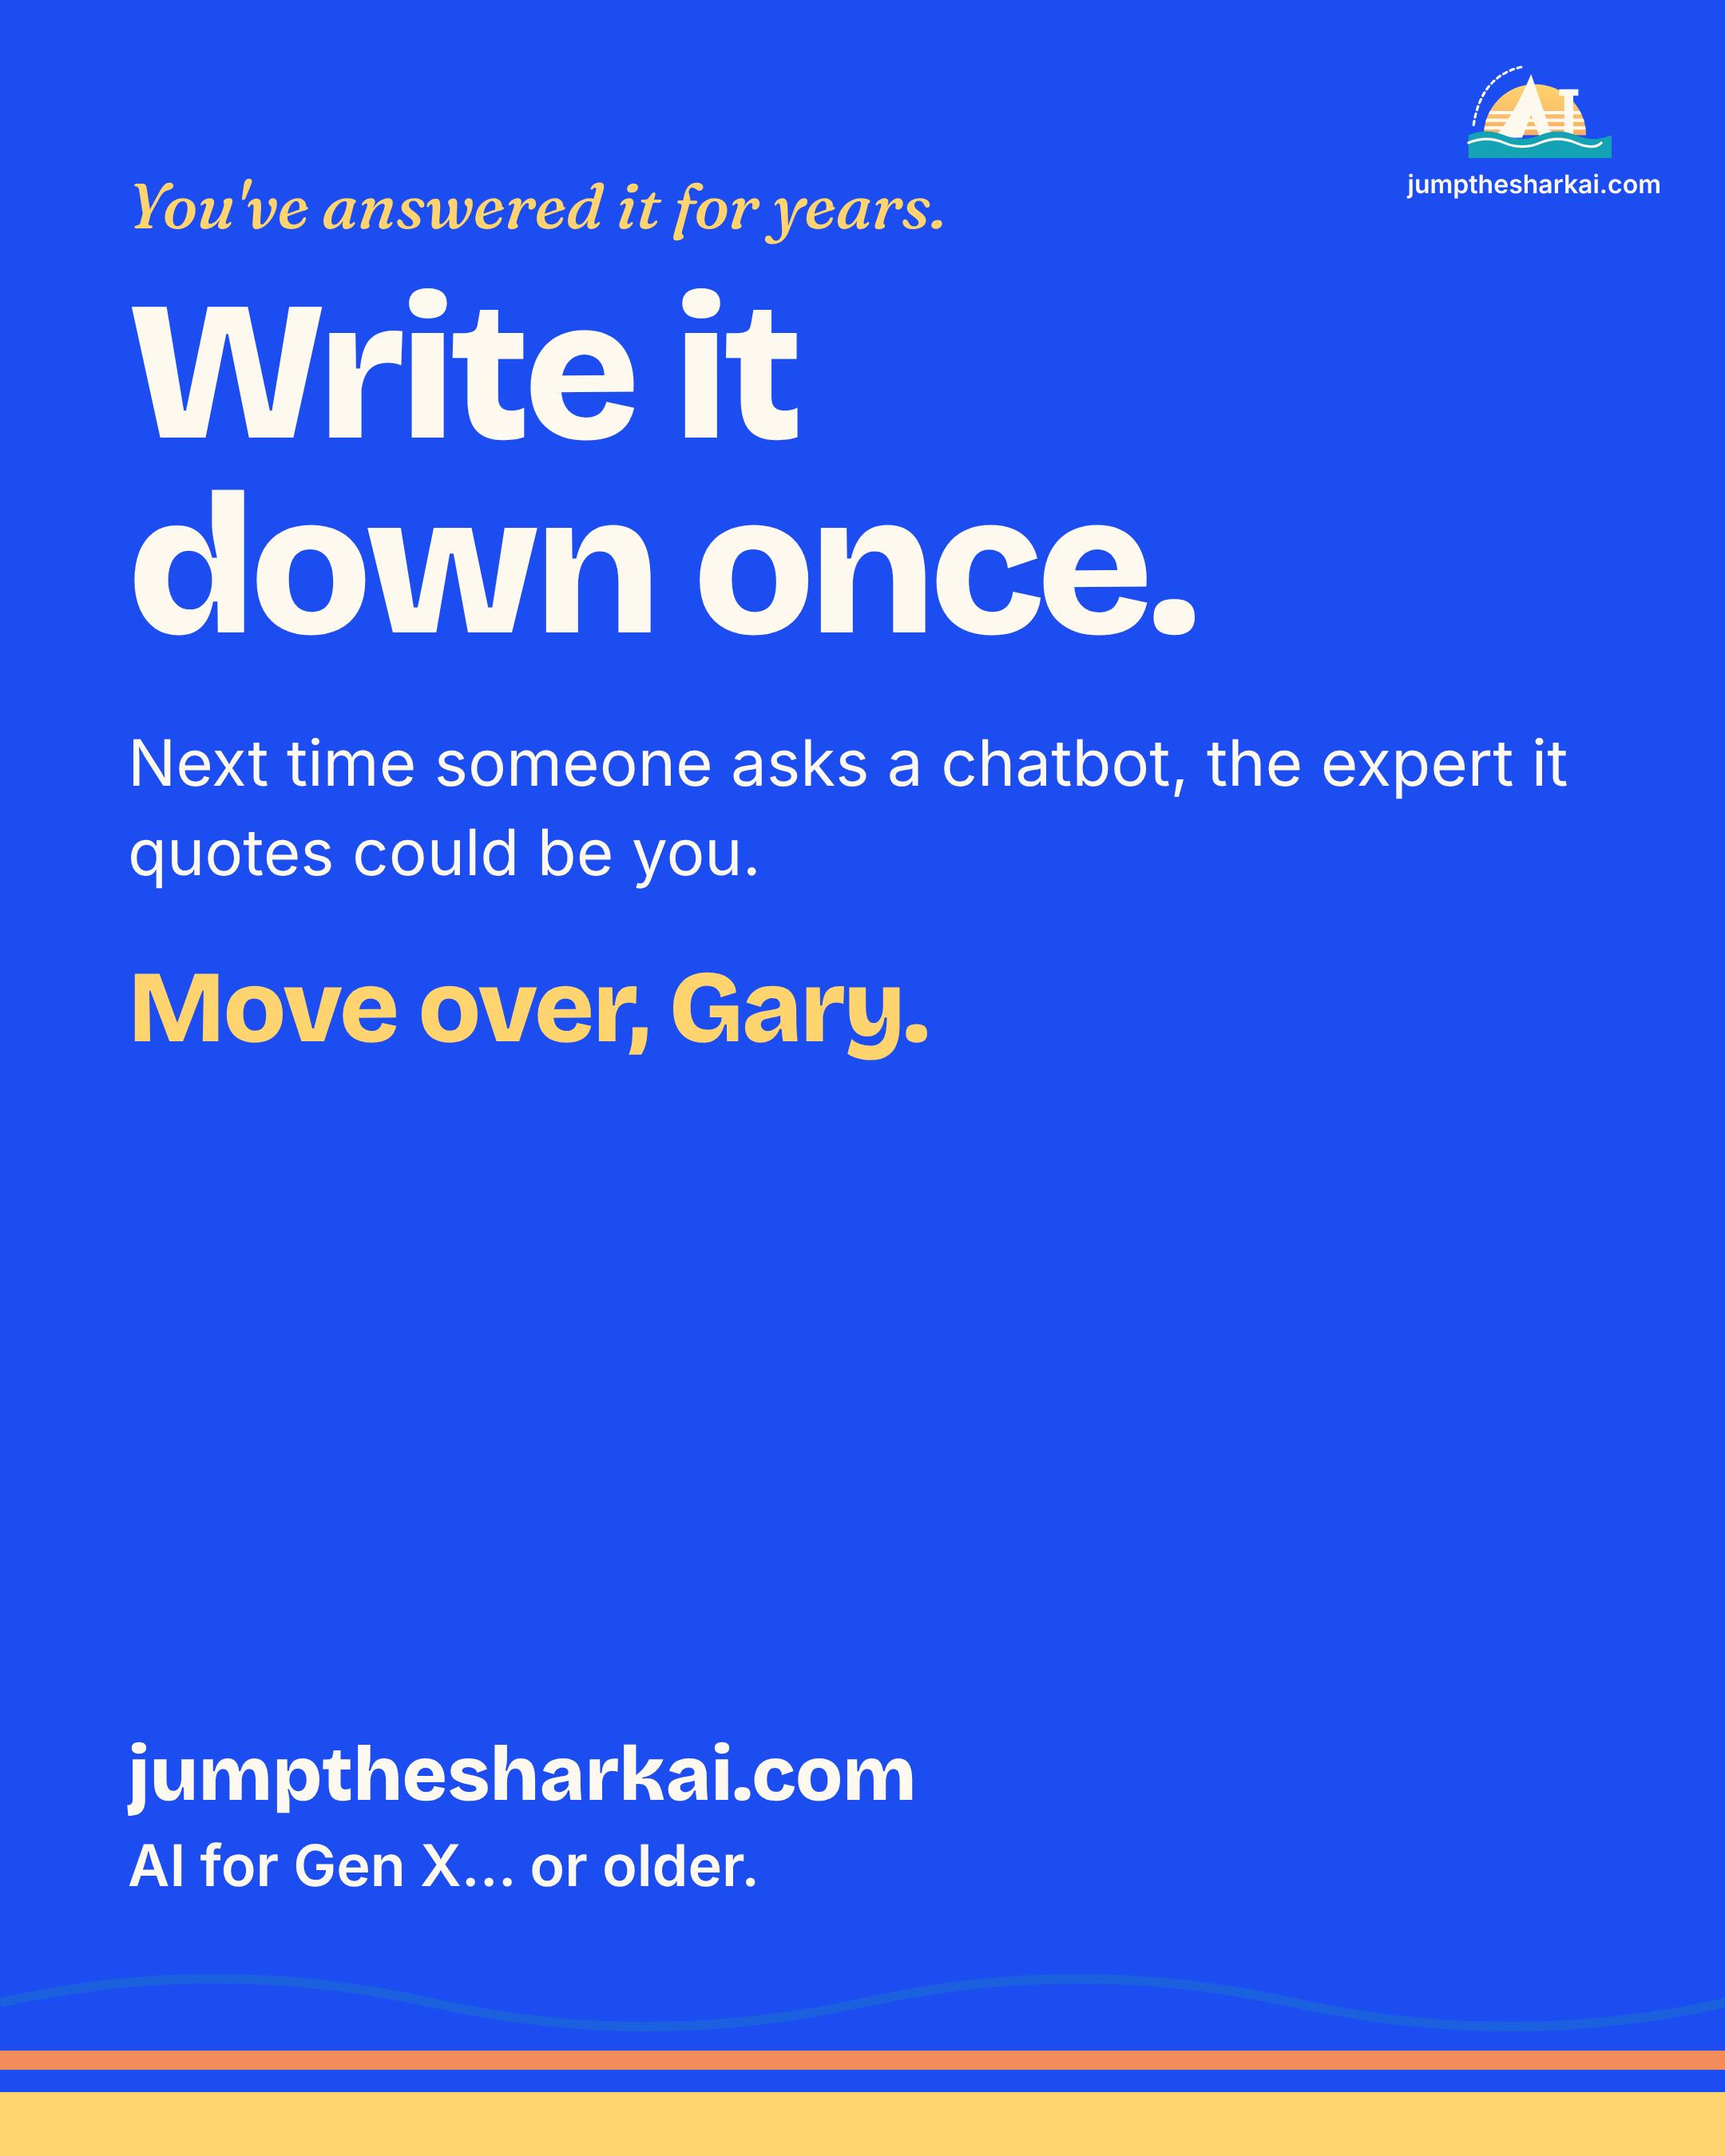 AI
jumpthesharkai.com
You've answered it for years.
Write it
down once.
Next time someone asks a chatbot, the expert it
quotes could be you.
Move over, Gary.
jumpthesharkai.com
AI for Gen X... or older.